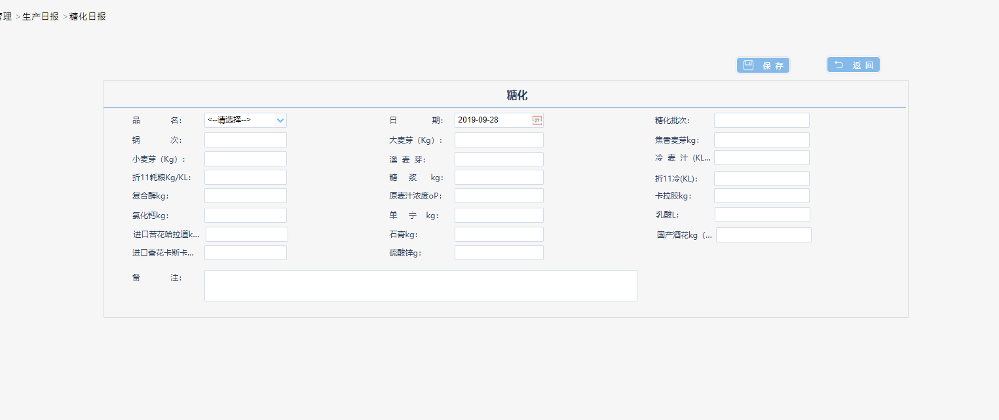 管理 >生产日报 >糖化日报
保 存 返 回
糖化
品 名： <--请选择--> 日 期： 2019-09-28 27 糖化批次：
锅 次： 大麦芽（Kg）： 焦香麦芽kg：
小麦芽（Kg）： 澳 麦 芽： 冷 麦 汁（KL...
折11耗粮Kg/KL： 糖 浆 kg： 折11冷(KL)：
复合酶kg： 原麦汁浓度oP： 卡拉胶kg：
氯化钙kg： 单 宁 kg： 乳酸L：
进口苦花哈拉道k... 石膏kg： 国产酒花kg（...
进口香花卡斯卡... 硫酸锌g：
备 注：